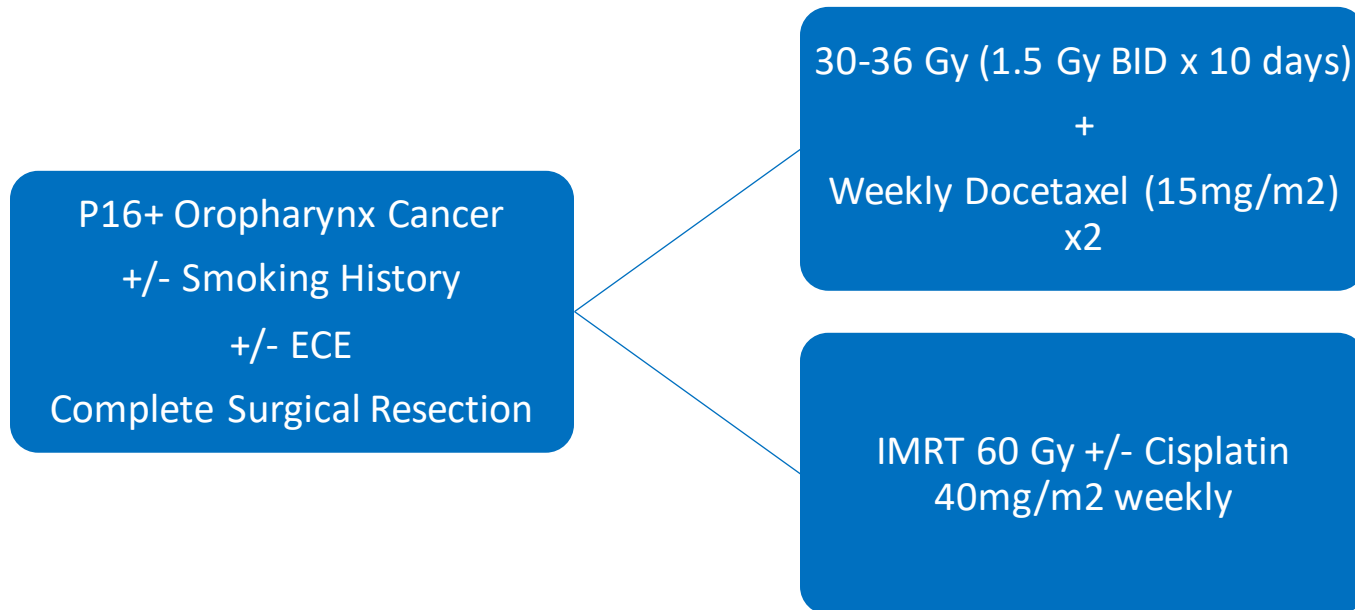 P16+ Oropharynx Cancer
+/- Smoking History
+/- ECE
Complete Surgical Resection
30-36 Gy (1.5 Gy BID x 10 days)
+
Weekly Docetaxel (15mg/m2)
x2
IMRT 60 Gy +/- Cisplatin
40mg/m2 weekly